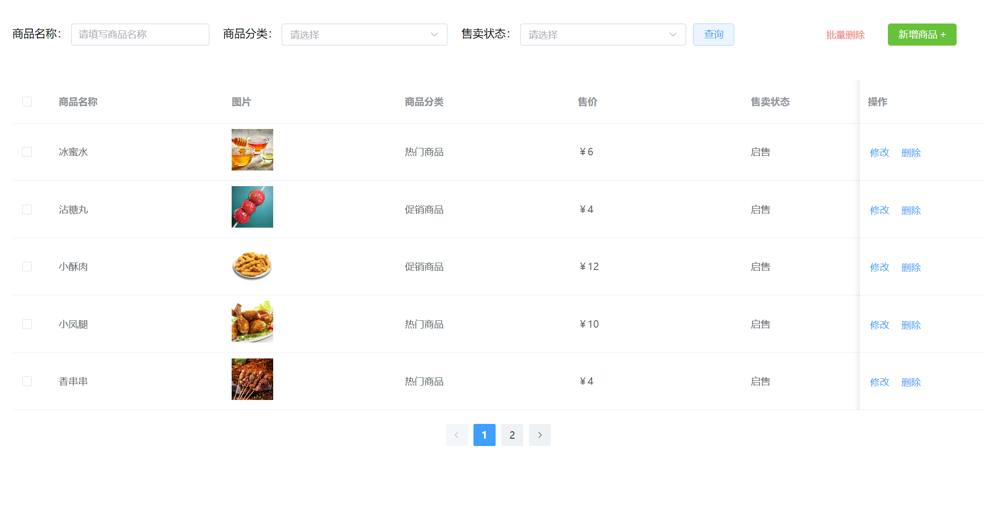 商品名称： 请填写商品名称 商品分类： 请选择 售卖状态： 请选择 查询 批量删除 新增商品 +
商品名称 图片 商品分类 售价 售卖状态 操作
冰蜜水 热门商品 ¥ 6 启售 修改 删除
沾糖丸 促销商品 ¥ 4 启售 修改 删除
小酥肉 促销商品 ¥ 12 启售 修改 删除
小凤腿 热门商品 ¥ 10 启售 修改 删除
香串串 热门商品 ¥ 4 启售 修改 删除
1 2